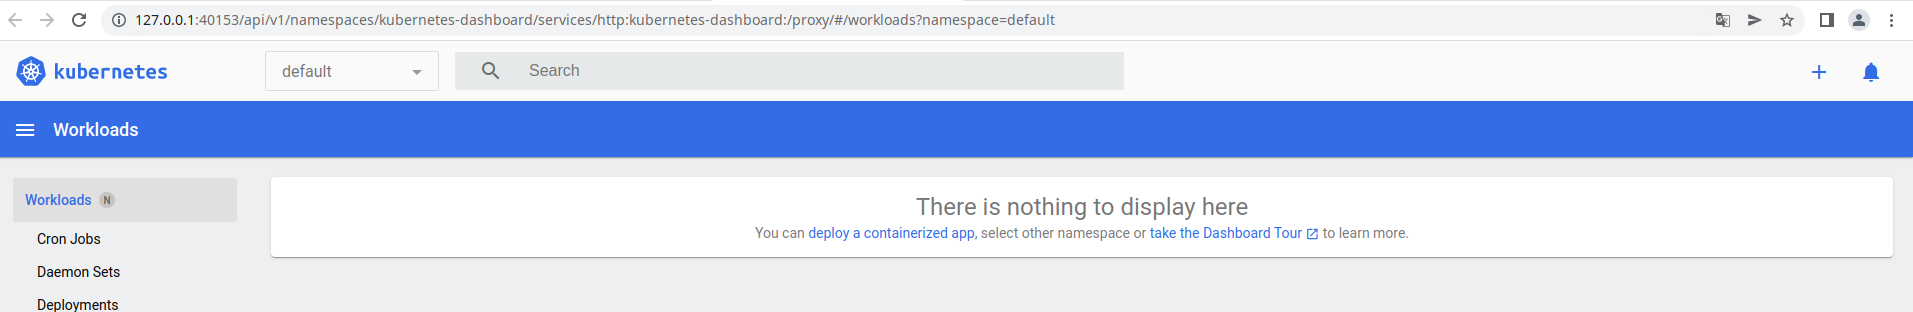 127.0.0.1:40153/api/v1/namespaces/kubernetes-dashboard/services/http:kubernetes-dashboard:/proxy/#/workloads?namespace=default
kubernetes
default
Search
Workloads
Workloads N
There is nothing to display here
You can deploy a containerized app, select other namespace or take the Dashboard Tour to learn more.
Cron Jobs
Daemon Sets
Deployments